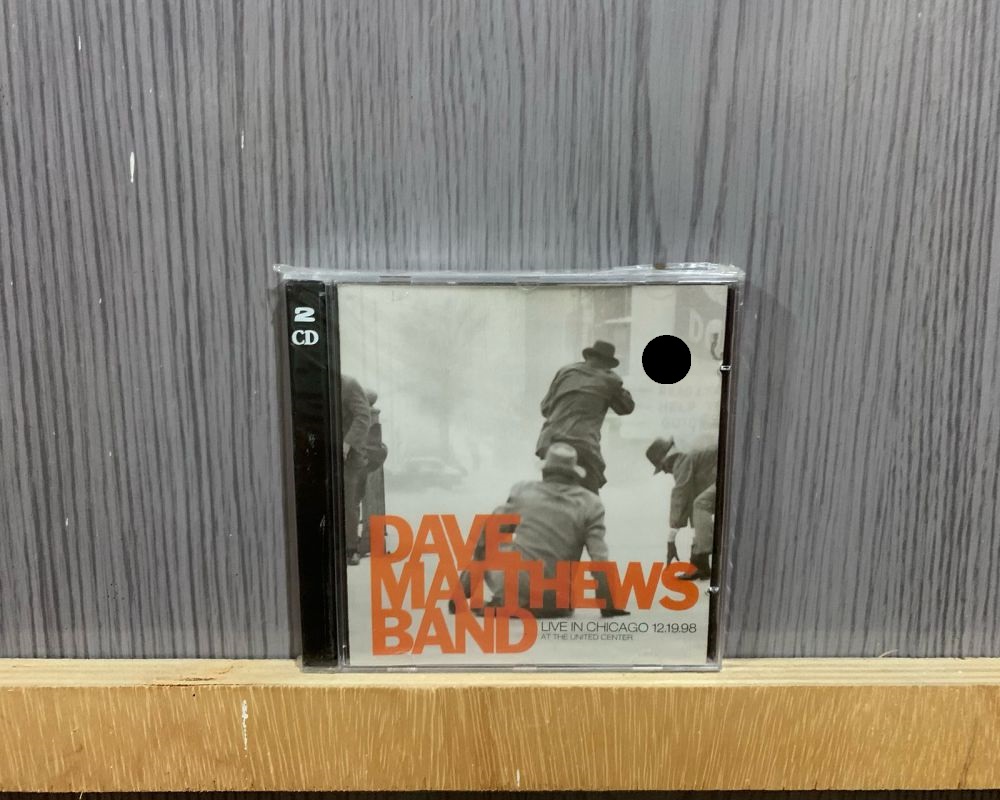 2
CD
DAVE
MATTHEWS
BAND
LIVE IN CHICAGO 12.19.98
AT THE UNITED CENTER